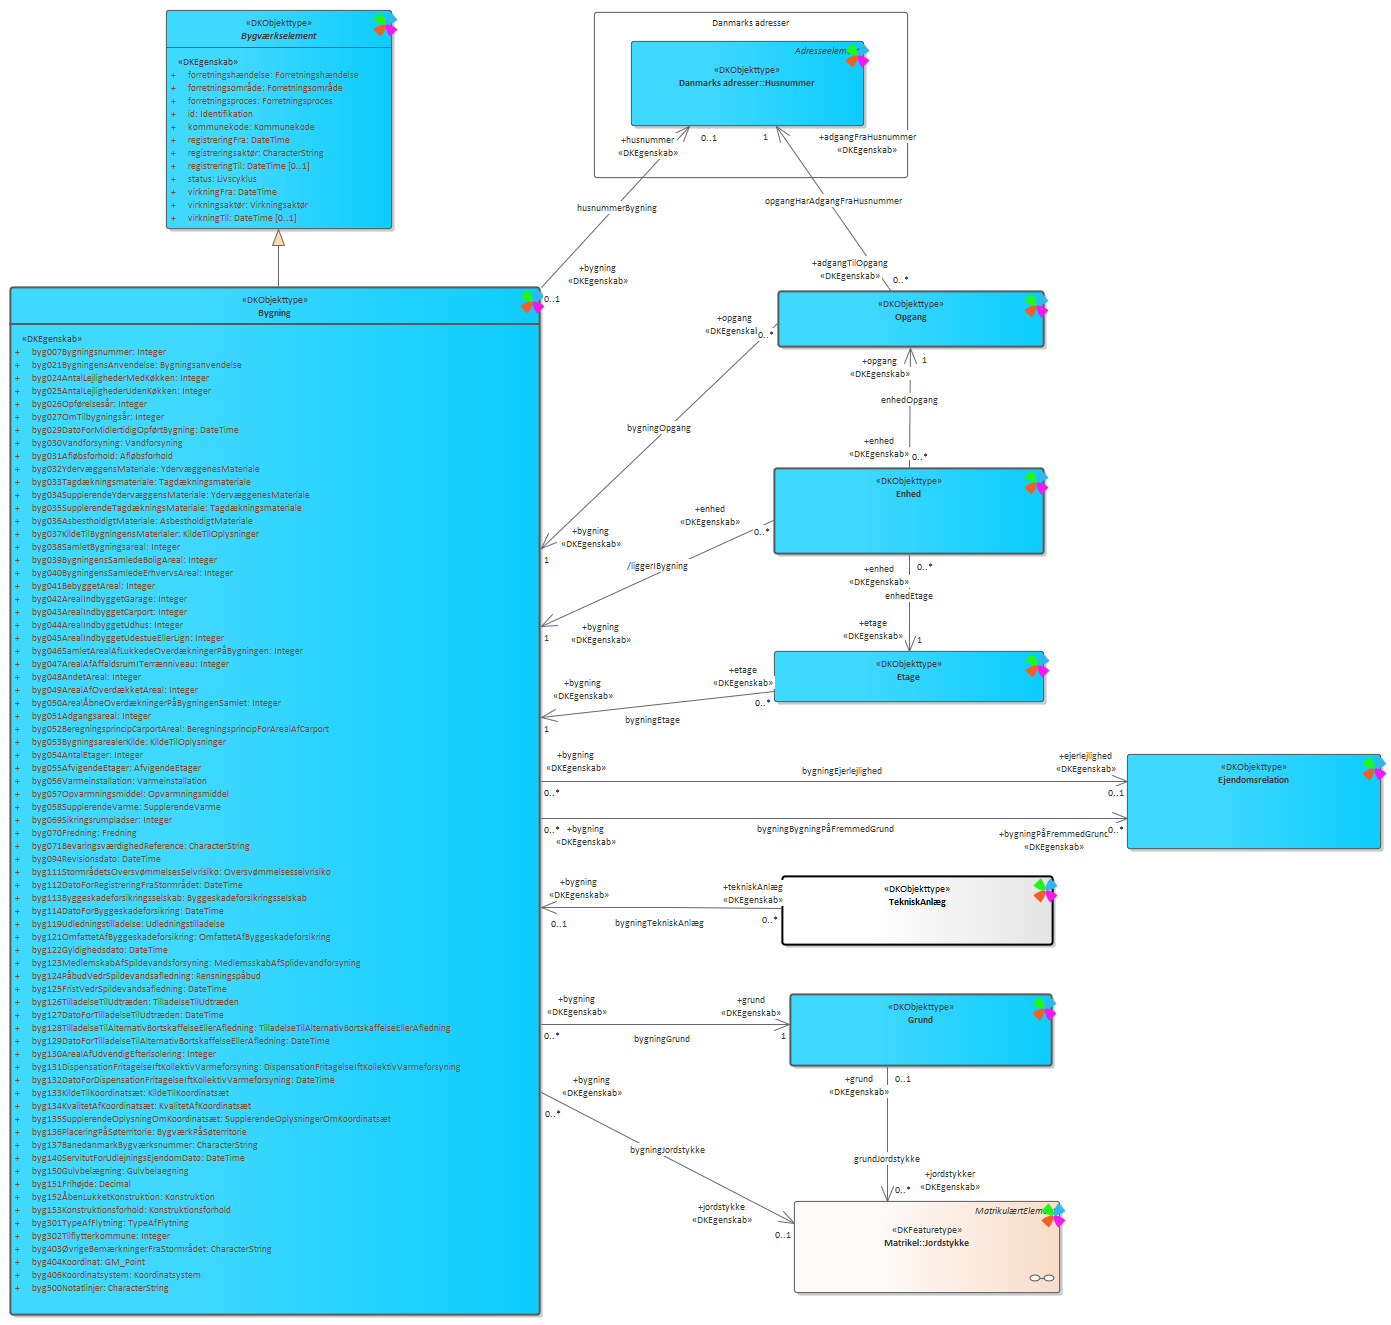 «DKObjekttype»
Bygværkselement
«DKEgenskab»
+ forretningshændelse: Forretningshændelse
+ forretningsområde: Forretningsområde
+ forretningsproces: Forretningsproces
+ id: Identifikation
+ kommunekode: Kommunekode
+ registreringFra: DateTime
+ registreringsaktør: CharacterString
+ registreringTil: DateTime [0..1]
+ status: Livscyklus
+ virkningFra: DateTime
+ virkningsaktør: Virkningsaktør
+ virkningTil: DateTime [0..1]
Danmarks adresser
«DKObjekttype»
Danmarks adresser::Husnummer
+husnummer
«DKEgenskab»
0..1
1
+adgangFraHusnummer
«DKEgenskab»
husnummerBygning
opgangHarAdgangFraHusnummer
+bygning
«DKEgenskab»
0..1
+adgangTilOpgang
«DKEgenskab»
0..*
«DKObjekttype»
Bygning
«DKEgenskab»
+ byg007Bygningsnummer: Integer
+ byg021BygningensAnvendelse: Bygningsanvendelse
+ byg024AntalLejlighederMedKøkken: Integer
+ byg025AntalLejlighederUdenKøkken: Integer
+ byg026Opførelsesår: Integer
+ byg027OmTilbygningsår: Integer
+ byg029DatoForMidlertidigOpførtBygning: DateTime
+ byg030Vandforsyning: Vandforsyning
+ byg031Afløbsforhold: Afløbsforhold
+ byg032YdervæggensMateriale: YdervæggenesMateriale
+ byg033Tagdækningsmateriale: Tagdækningsmateriale
+ byg034SupplerendeYdervæggensMateriale: YdervæggenesMateriale
+ byg035SupplerendeTagdækningsMateriale: Tagdækningsmateriale
+ byg036AsbestholdigtMateriale: AsbestholdigtMateriale
+ byg037KildeTilBygningensMaterialer: KildeTilOplysninger
+ byg038SamletBygningsareal: Integer
+ byg039BygningensSamledeBoligAreal: Integer
+ byg040BygningensSamledeErhvervsAreal: Integer
+ byg041BebyggetAreal: Integer
+ byg042ArealIndbyggetGarage: Integer
+ byg043ArealIndbyggetCarport: Integer
+ byg044ArealIndbyggetUdhus: Integer
+ byg045ArealIndbyggetUdestueEllerLign: Integer
+ byg046SamletArealAfLukkedeOverdækningerPåBygningen: Integer
+ byg047ArealAfAffaldsrumITerrænniveau: Integer
+ byg048AndetAreal: Integer
+ byg049ArealAfOverdækketAreal: Integer
+ byg050ArealÅbneOverdækningerPåBygningenSamlet: Integer
+ byg051Adgangsareal: Integer
+ byg052BeregningsprincipCarportAreal: BeregningsprincipForArealAfCarport
+ byg053BygningsarealerKilde: KildeTilOplysninger
+ byg054AntalEtager: Integer
+ byg055AfvigendeEtager: AfvigendeEtager
+ byg056Varmeinstallation: Varmeinstallation
+ byg057Opvarmningsmiddel: Opvarmningsmiddel
+ byg058SupplerendeVarme: SupplerendeVarme
+ byg069Sikringsrumpladser: Integer
+ byg070Fredning: Fredning
+ byg071BevaringsværdighedReference: CharacterString
+ byg094Revisionsdato: DateTime
+ byg111StormrådetsOversvømmelsesSelvrisiko: Oversvømmelsesselvrisiko
+ byg112DatoForRegistreringFraStormrådet: DateTime
+ byg113Byggeskadeforsikringsselskab: Byggeskadeforsikringsselskab
+ byg114DatoForByggeskadeforsikring: DateTime
+ byg119Udledningstilladelse: Udledningstilladelse
+ byg121OmfattetAfByggeskadeforsikring: OmfattetAfByggeskadeforsikring
+ byg122Gyldighedsdato: DateTime
+ byg123MedlemskabAfSpildevandsforsyning: MedlemsskabAfSpildevandforsyning
+ byg124PåbudVedrSpildevandsafledning: Rensningspåbud
+ byg125FristVedrSpildevandsafledning: DateTime
+ byg126TilladelseTilUdtræden: TilladelseTilUdtræden
+ byg127DatoForTilladelseTilUdtræden: DateTime
+ byg128TilladelseTilAlternativBortskaffelseEllerAfledning: TilladelseTilAlternativBortskaffelseEllerAfledning
+ byg129DatoForTilladelseTilAlternativBortskaffelseEllerAfledning: DateTime
+ byg130ArealAfUdvendigEfterisolering: Integer
+ byg131DispensationFritagelseIftKollektivVarmeforsyning: DispensationFritagelseIftKollektivVarmeforsyning
+ byg132DatoForDispensationFritagelseIftKollektivVarmeforsyning: DateTime
+ byg133KildeTilKoordinatsæt: KildeTilKoordinatsæt
+ byg134KvalitetAfKoordinatsæt: KvalitetAfKoordinatsæt
+ byg135SupplerendeOplysningOmKoordinatsæt: SupplerendeOplysningerOmKoordinatsæt
+ byg136PlaceringPåSøterritorie: BygværkPåSøterritorie
+ byg137BanedanmarkBygværksnummer: CharacterString
+ byg140ServitutForUdlejningsEjendomDato: DateTime
+ byg150Gulvbelægning: Gulvbelaegning
+ byg151Frihøjde: Decimal
+ byg152ÅbenLukketKonstruktion: Konstruktion
+ byg153Konstruktionsforhold: Konstruktionsforhold
+ byg301TypeAfFlytning: TypeAfFlytning
+ byg302Tilflytterkommune: Integer
+ byg403ØvrigeBemærkningerFraStormrådet: CharacterString
+ byg404Koordinat: GM_Point
+ byg406Koordinatsystem: Koordinatsystem
+ byg500Notatlinjer: CharacterString
«DKObjekttype»
Opgang
+opgang
0..*
bygningOpgang
+bygning
«DKEgenskab»
1
+opgang
«DKEgenskab»
1
enhedOpgang
+enhed
«DKEgenskab»
0..*
«DKObjekttype»
Enhed
+enhed
«DKEgenskab»
0..*
/liggerIBygning
+bygning
«DKEgenskab»
1
+enhed
«DKEgenskab»
0..*
enhedEtage
+etage
«DKEgenskab»
1
«DKObjekttype»
Etage
+etage
«DKEgenskab»
0..*
bygningEtage
+bygning
«DKEgenskab»
1
+bygning
«DKEgenskab»
0..*
bygningEjerlejlighed
+ejerlejlighed
«DKEgenskab»
0..1
«DKObjekttype»
Ejendomsrelation
0..*
+bygning
«DKEgenskab»
bygningBygningPåFremmedGrund
+bygningPåFremmedGrund
«DKEgenskab»
0..*
+bygning
«DKEgenskab»
0..1
bygningTekniskAnlæg
+tekniskAnlæg
«DKEgenskab»
0..*
«DKObjekttype»
TekniskAnlæg
+bygning
«DKEgenskab»
0..*
bygningGrund
+grund
«DKEgenskab»
1
«DKObjekttype»
Grund
+grund
«DKEgenskab»
0..1
grundJordstykke
+jordstykker
«DKEgenskab»
0..*
+bygning
«DKEgenskab»
0..*
bygningJordstykke
+jordstykke
«DKEgenskab»
0..1
«DKFeaturetype»
Matrikel::Jordstykke